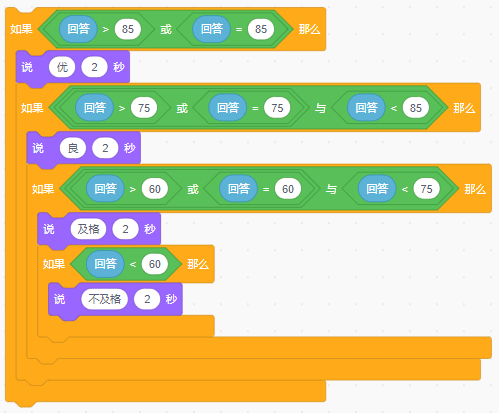 如果 回答 > 85 或 回答 = 85 那么
说 优 2 秒
如果 回答 > 75 或 回答 = 75 与 回答 < 85 那么
说 良 2 秒
如果 回答 > 60 或 回答 = 60 与 回答 < 75 那么
说 及格 2 秒
如果 回答 < 60 那么
说 不及格 2 秒